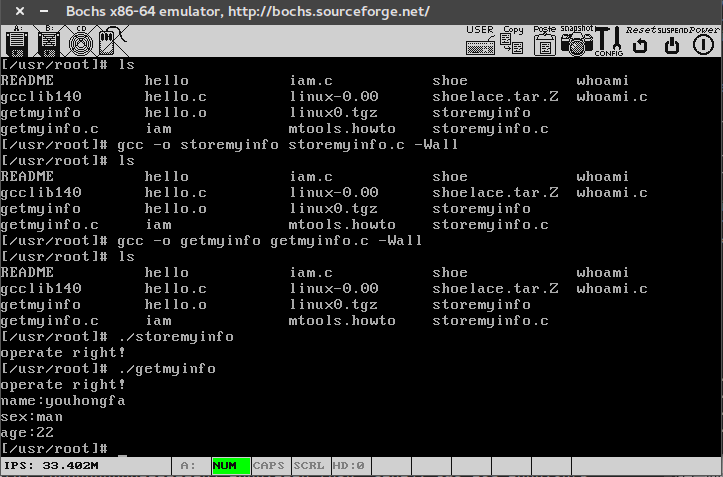 Bochs x86-64 emulator, http://bochs.sourceforge.net/
A: B: CD USER Copy Paste snapshot CONFIG Reset SUSPEND Power
[/usr/root]# ls
README hello iam.c shoe whoami
gcclib140 hello.c linux-0.00 shoelace.tar.Z whoami.c
getmyinfo hello.o linux0.tgz storemyinfo
getmyinfo.c iam mtools.howto storemyinfo.c
[/usr/root]# gcc -o storemyinfo storemyinfo.c -Wall
[/usr/root]# ls
README hello iam.c shoe whoami
gcclib140 hello.c linux-0.00 shoelace.tar.Z whoami.c
getmyinfo hello.o linux0.tgz storemyinfo
getmyinfo.c iam mtools.howto storemyinfo.c
[/usr/root]# gcc -o getmyinfo getmyinfo.c -Wall
[/usr/root]# ls
README hello iam.c shoe whoami
gcclib140 hello.c linux-0.00 shoelace.tar.Z whoami.c
getmyinfo hello.o linux0.tgz storemyinfo
getmyinfo.c iam mtools.howto storemyinfo.c
[/usr/root]# ./storemyinfo
operate right!
[/usr/root]# ./getmyinfo
operate right!
name:youhongfa
sex:man
age:22
[/usr/root]# _
IPS: 33.402M A: NUM CAPS SCRL HD:0